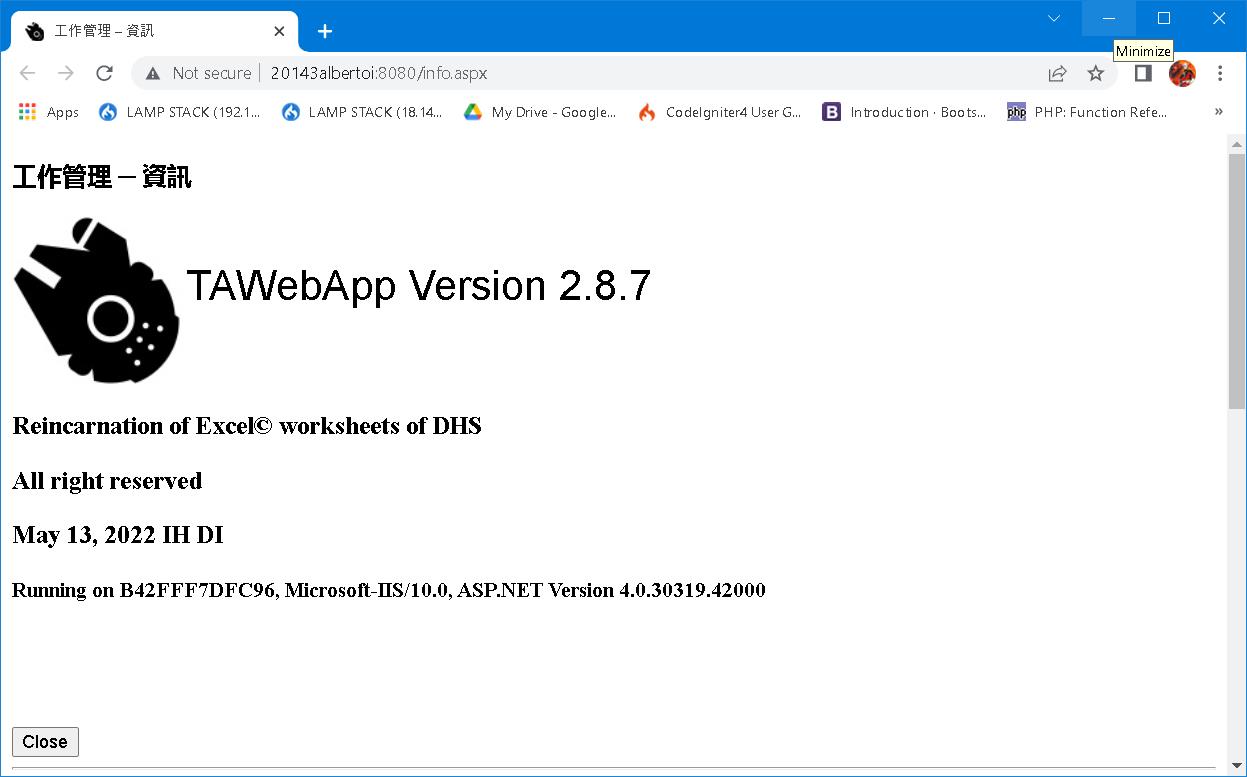 工作管理 – 資訊
Minimize
Not secure | 20143albertoi:8080/info.aspx
Apps LAMP STACK (192.1... LAMP STACK (18.14... My Drive - Google... CodeIgniter4 User G... B Introduction · Boots... php PHP: Function Refe... »
工作管理 ─ 資訊
TAWebApp Version 2.8.7
Reincarnation of Excel© worksheets of DHS
All right reserved
May 13, 2022 IH DI
Running on B42FFF7DFC96, Microsoft-IIS/10.0, ASP.NET Version 4.0.30319.42000
Close